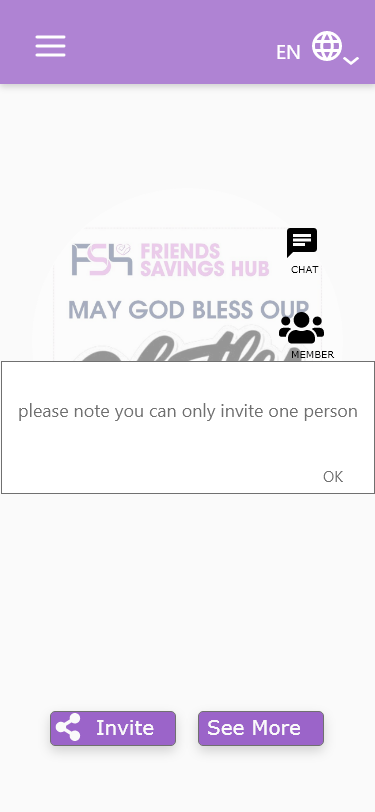 EN
FSH FRIENDS
SAVINGS HUB
CHAT
MAY GOD BLESS OUR
MEMBER
please note you can only invite one person
OK
Invite
See More